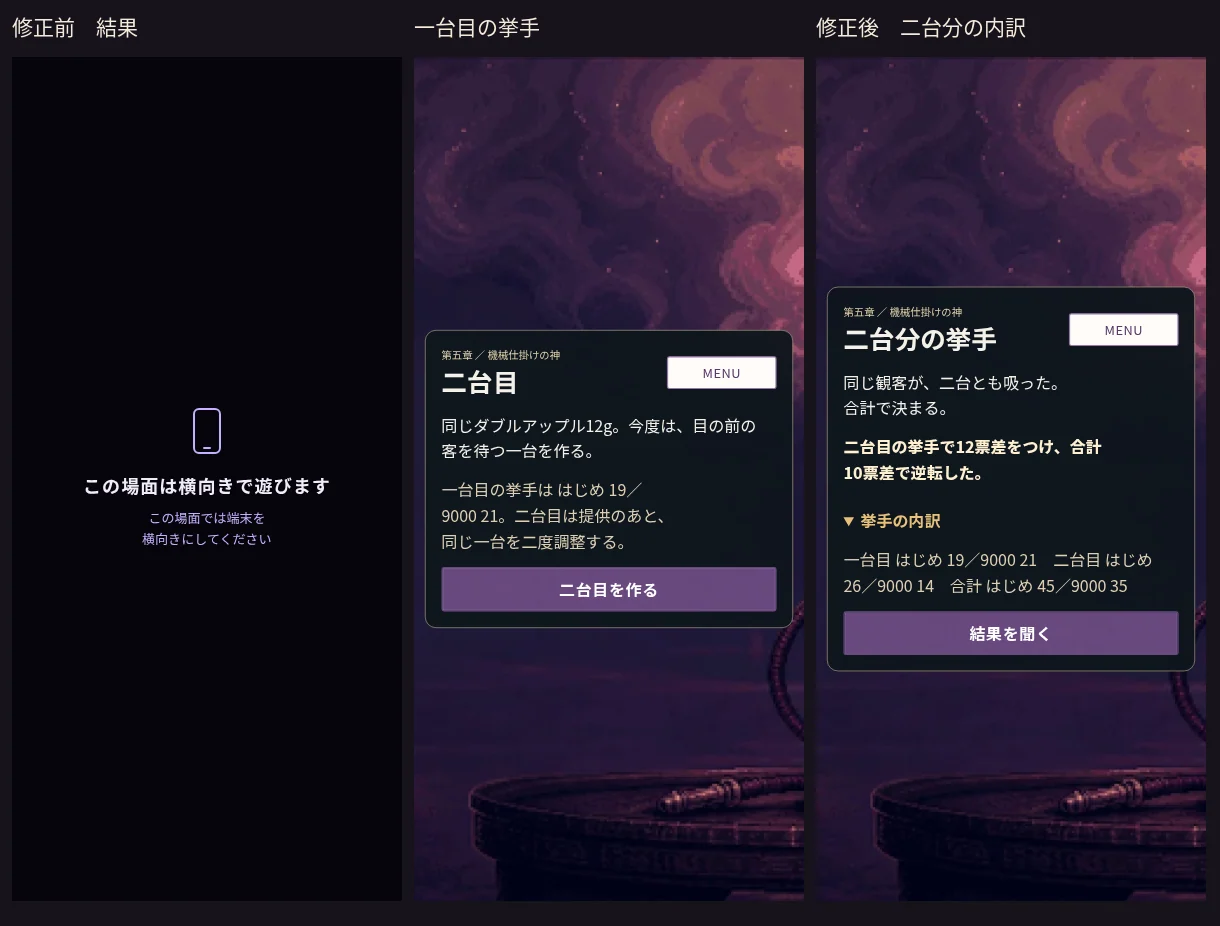 修正前　結果
この場面は横向きで遊びます
この場面では端末を
横向きにしてください
一台目の挙手
第五章 ／ 機械仕掛けの神
二台目
MENU
同じダブルアップル12g。今度は、目の前の
客を待つ一台を作る。
一台目の挙手は はじめ 19／
9000 21。二台目は提供のあと、
同じ一台を二度調整する。
二台目を作る
修正後　二台分の内訳
第五章 ／ 機械仕掛けの神
二台分の挙手
MENU
同じ観客が、二台とも吸った。
合計で決まる。
二台目の挙手で12票差をつけ、合計
10票差で逆転した。
▼ 挙手の内訳
一台目 はじめ 19／9000 21　二台目 はじめ
26／9000 14　合計 はじめ 45／9000 35
結果を聞く